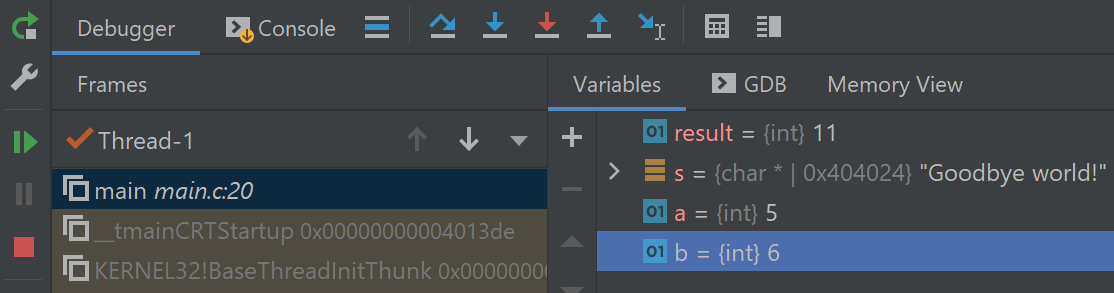 Debugger Console
Frames
Variables GDB Memory View
Thread-1
main main.c:20
__tmainCRTStartup 0x00000000004013de
KERNEL32!BaseThreadInitThunk 0x0000000
01 result = {int} 11
s = {char * | 0x404024} "Goodbye world!"
01 a = {int} 5
01 b = {int} 6